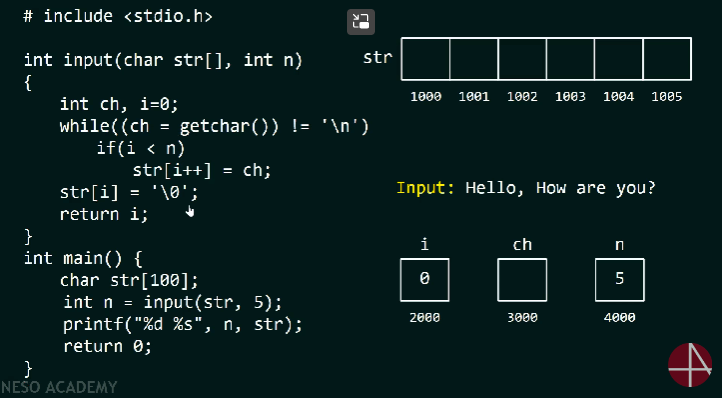 # include <stdio.h>
int input(char str[], int n)
{
int ch, i=0;
while((ch = getchar()) != '\n')
if(i < n)
str[i++] = ch;
str[i] = '\0';
return i;
}
int main() {
char str[100];
int n = input(str, 5);
printf("%d %s", n, str);
return 0;
}
str
1000 1001 1002 1003 1004 1005
Input: Hello, How are you?
i ch n
0 5
2000 3000 4000
NESO ACADEMY